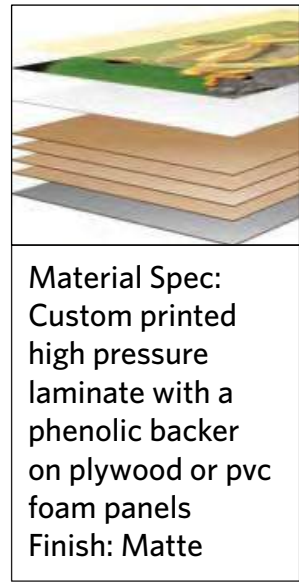 Material Spec:
Custom printed
high pressure
laminate with a
phenolic backer
on plywood or pvc
foam panels
Finish: Matte